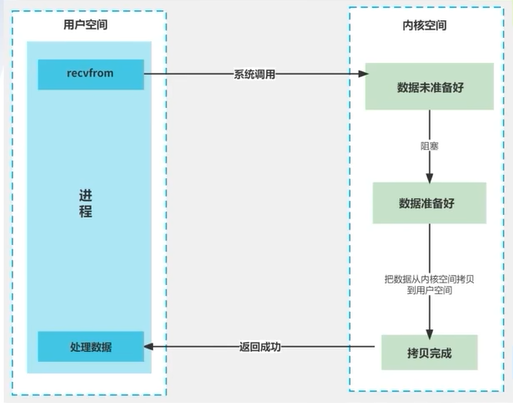 用户空间
内核空间
recvfrom
系统调用
数据未准备好
阻塞
进
程
数据准备好
把数据从内核空间拷贝
到用户空间
处理数据
返回成功
拷贝完成